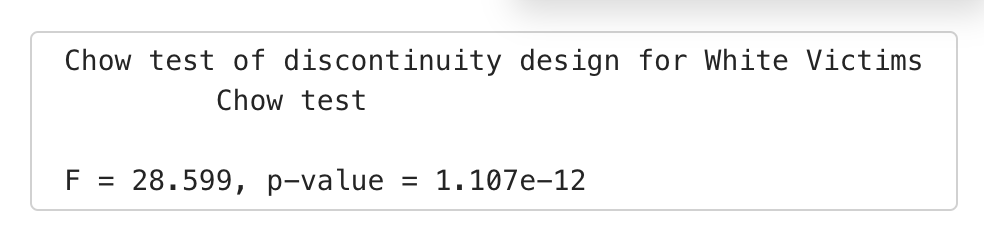 Chow test of discontinuity design for White Victims
Chow test
F = 28.599, p-value = 1.107e-12